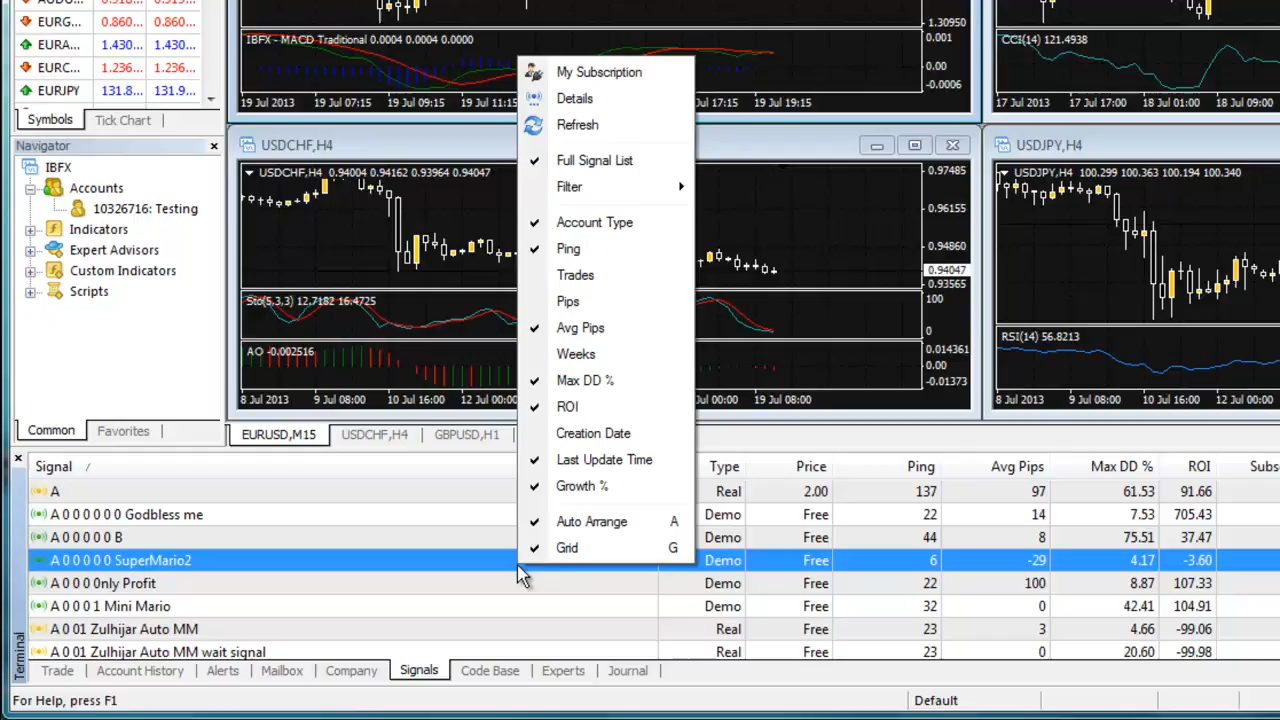 EURG... 0.860... 0.860...
EURA... 1.430... 1.430...
EURC... 1.236... 1.236...
EURJPY 131.8... 131.9...
Symbols Tick Chart
Navigator
IBFX
Accounts
10326716: Testing
Indicators
Expert Advisors
Custom Indicators
Scripts
Common Favorites
1.30950
IBFX - MACD Traditional 0.0004 0.0004 0.0000
0.001
0.00
-0.0006
19 Jul 2013 19 Jul 07:15 19 Jul 09:15 19 Jul 11:15 17:15 19 Jul 19:15
CCI(14) 121.4938
17 Jul 2013 17 Jul 17:00 18 Jul 01:00 18 Jul 09:00
USDCHF,H4
USDCHF,H4 0.94004 0.94162 0.93964 0.94047
0.97485
0.96155
0.94860
0.94047
0.93565
Sto(5,3,3) 12.7182 16.4725
100
0
AO -0.002516
0.014361
0.00
-0.01373
8 Jul 2013 9 Jul 08:00 10 Jul 16:00 12 Jul 00:00 Jul 00:00 19 Jul 08:00
USDJPY,H4
USDJPY,H4 100.299 100.363 100.194 100.340
RSI(14) 56.8213
8 Jul 2013 9 Jul 08:00 10 Jul 16:00
EURUSD,M15 USDCHF,H4 GBPUSD,H1
My Subscription
Details
Refresh
Full Signal List
Filter
Account Type
Ping
Trades
Pips
Avg Pips
Weeks
Max DD %
ROI
Creation Date
Last Update Time
Growth %
Auto Arrange A
Grid G
Signal / Type Price Ping Avg Pips Max DD % ROI Subs
A Real 2.00 137 97 61.53 91.66
A 0 0 0 0 0 0 Godbless me Demo Free 22 14 7.53 705.43
A 0 0 0 0 0 B Demo Free 44 8 75.51 37.47
A 0 0 0 0 0 SuperMario2 Demo Free 6 -29 4.17 -3.60
A 0 0 0 0 0nly Profit Demo Free 22 100 8.87 107.33
A 0 0 0 1 Mini Mario Demo Free 32 0 42.41 104.91
A 0 01 Zulhijar Auto MM Real Free 23 3 4.66 -99.06
A 0 01 Zulhijar Auto MM wait signal Real Free 23 0 20.60 -99.98
Terminal
Trade Account History Alerts Mailbox Company Signals Code Base Experts Journal
For Help, press F1 Default